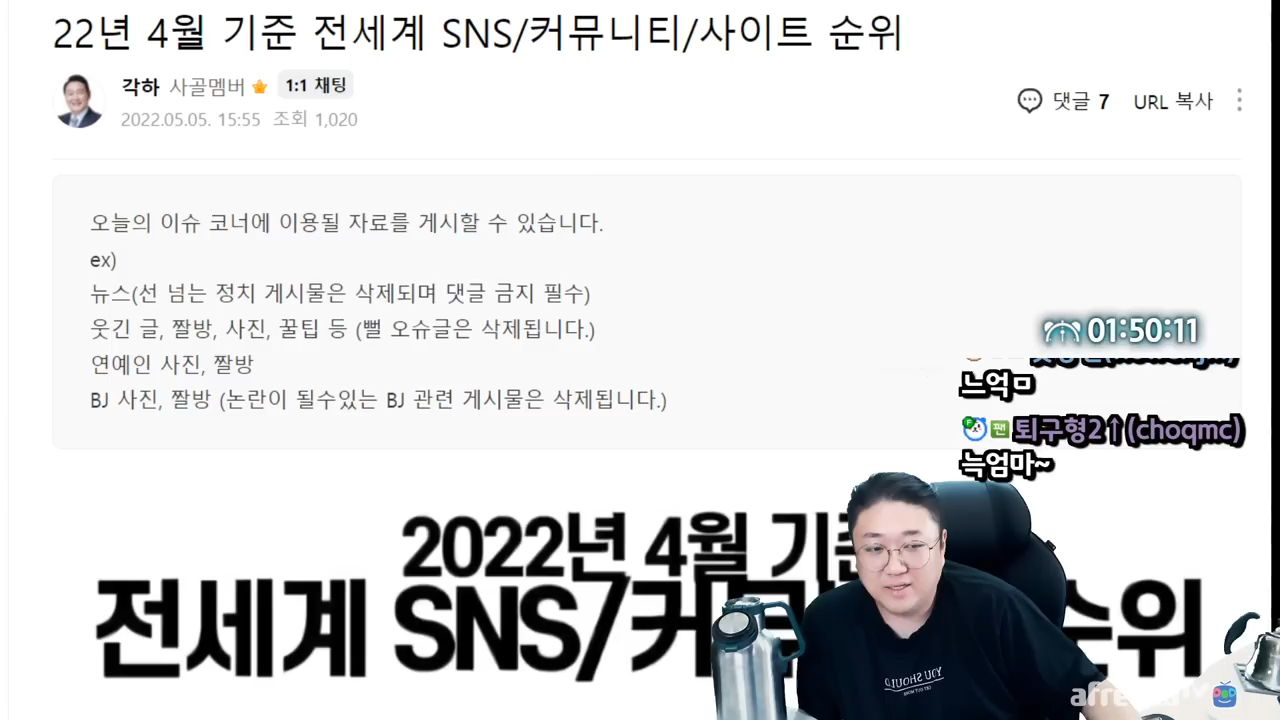 22년 4월 기준 전세계 SNS/커뮤니티/사이트 순위
각하 사골멤버 1:1 채팅
2022.05.05. 15:55 조회 1,020
댓글 7 URL 복사
오늘의 이슈 코너에 이용될 자료를 게시할 수 있습니다.
ex)
뉴스(선 넘는 정치 게시물은 삭제되며 댓글 금지 필수)
웃긴 글, 짤방, 사진, 꿀팁 등 (뻘 오슈글은 삭제됩니다.)
연예인 사진, 짤방
BJ 사진, 짤방 (논란이 될수있는 BJ 관련 게시물은 삭제됩니다.)
01:50:11
느억ㅁ
F 팬 퇴구형2↑(choqmc)
늑엄마~
2022년 4월 기준
전세계 SNS/커 순위
YOU SHOULD